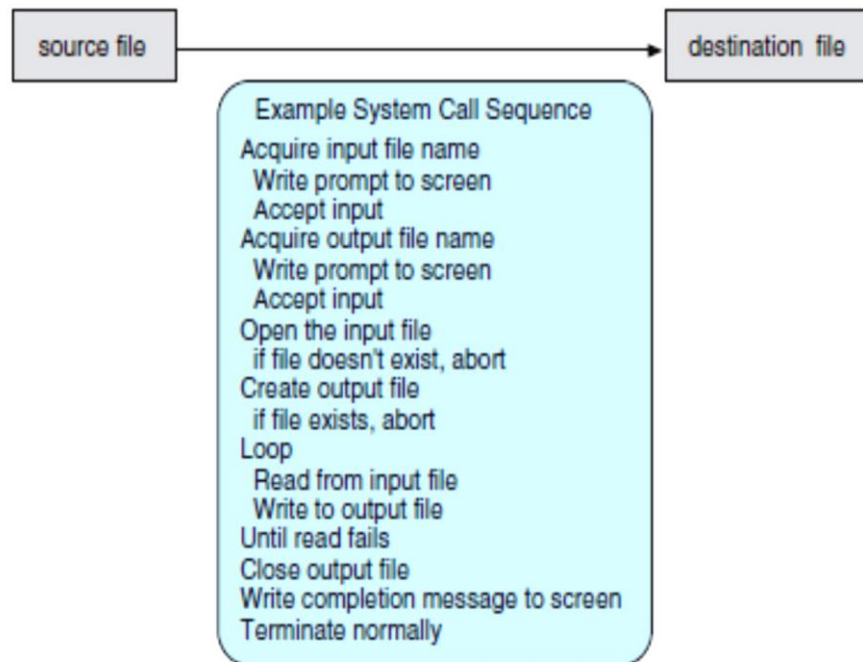 source file
destination file
Example System Call Sequence
Acquire input file name
Write prompt to screen
Accept input
Acquire output file name
Write prompt to screen
Accept input
Open the input file
if file doesn't exist, abort
Create output file
if file exists, abort
Loop
Read from input file
Write to output file
Until read fails
Close output file
Write completion message to screen
Terminate normally